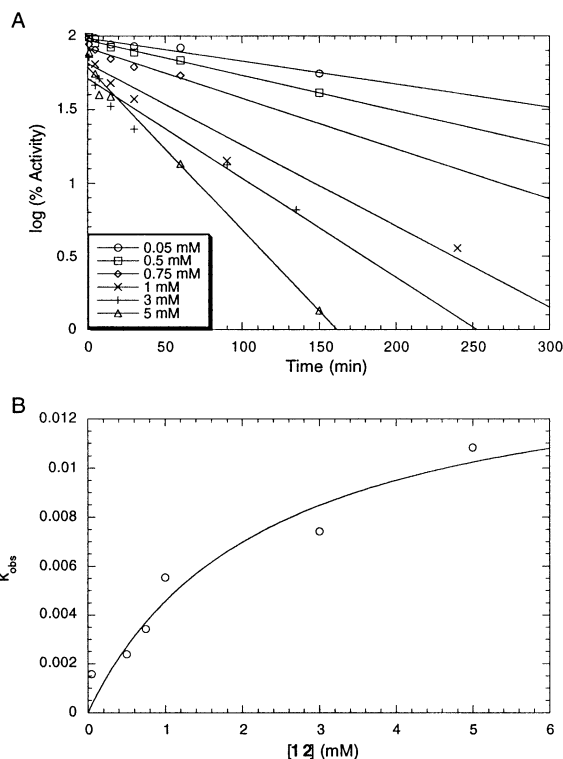 A
log (% Activity)
2
1.5
1
0.5
0
0.05 mM
0.5 mM
0.75 mM
1 mM
3 mM
5 mM
0 50 100 150 200 250 300
Time (min)
B
k obs
0.012
0.01
0.008
0.006
0.004
0.002
0
0 1 2 3 4 5 6
[12] (mM)